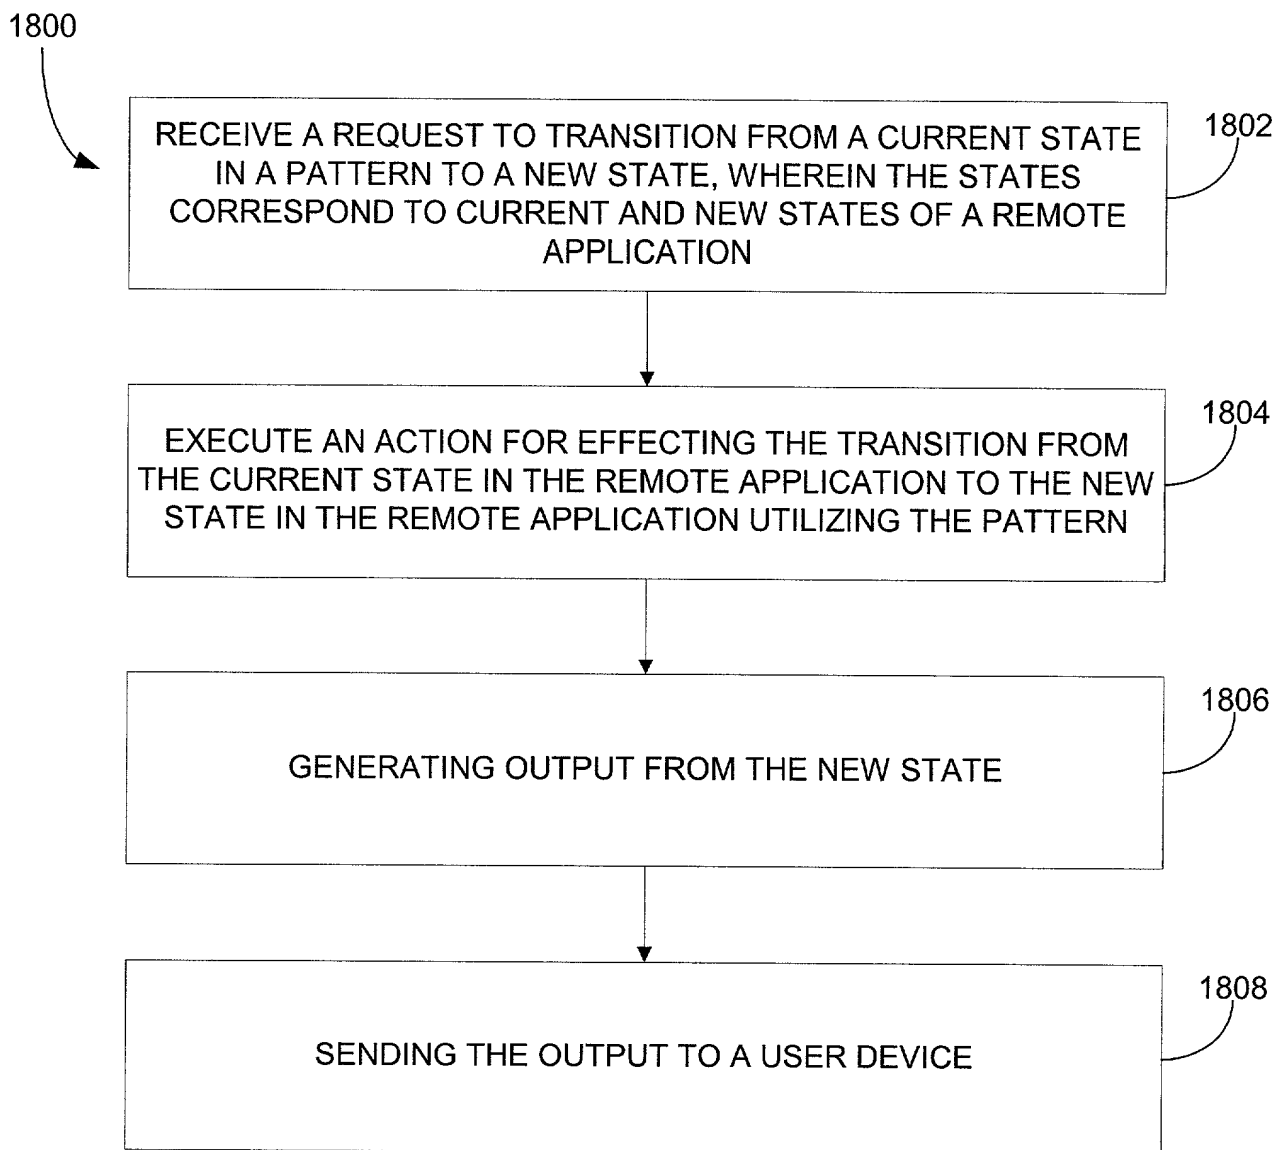 1800
RECEIVE A REQUEST TO TRANSITION FROM A CURRENT STATE
IN A PATTERN TO A NEW STATE, WHEREIN THE STATES
CORRESPOND TO CURRENT AND NEW STATES OF A REMOTE
APPLICATION
1802
EXECUTE AN ACTION FOR EFFECTING THE TRANSITION FROM
THE CURRENT STATE IN THE REMOTE APPLICATION TO THE NEW
STATE IN THE REMOTE APPLICATION UTILIZING THE PATTERN
1804
GENERATING OUTPUT FROM THE NEW STATE
1806
SENDING THE OUTPUT TO A USER DEVICE
1808